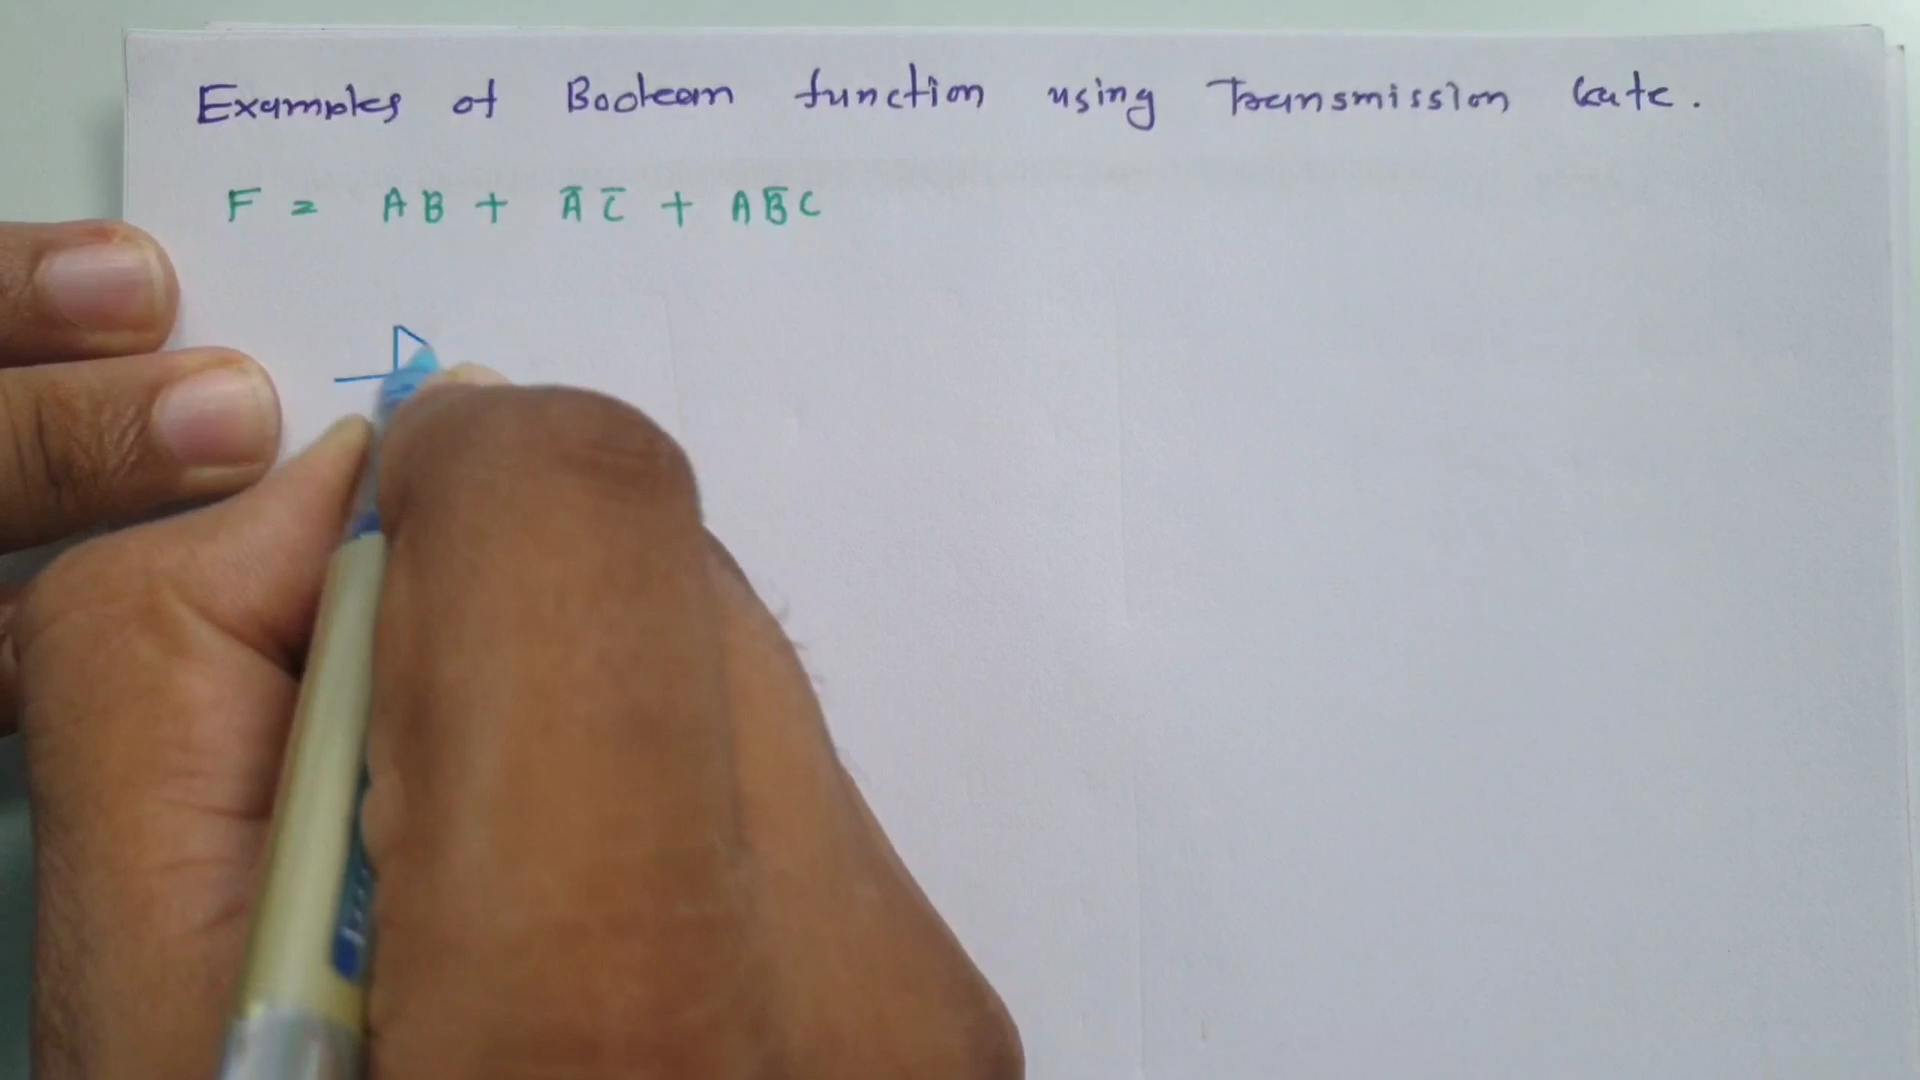 Examples of Boolean function using Transmission Gate.
F = AB + A̅ C̅ + AB̅C